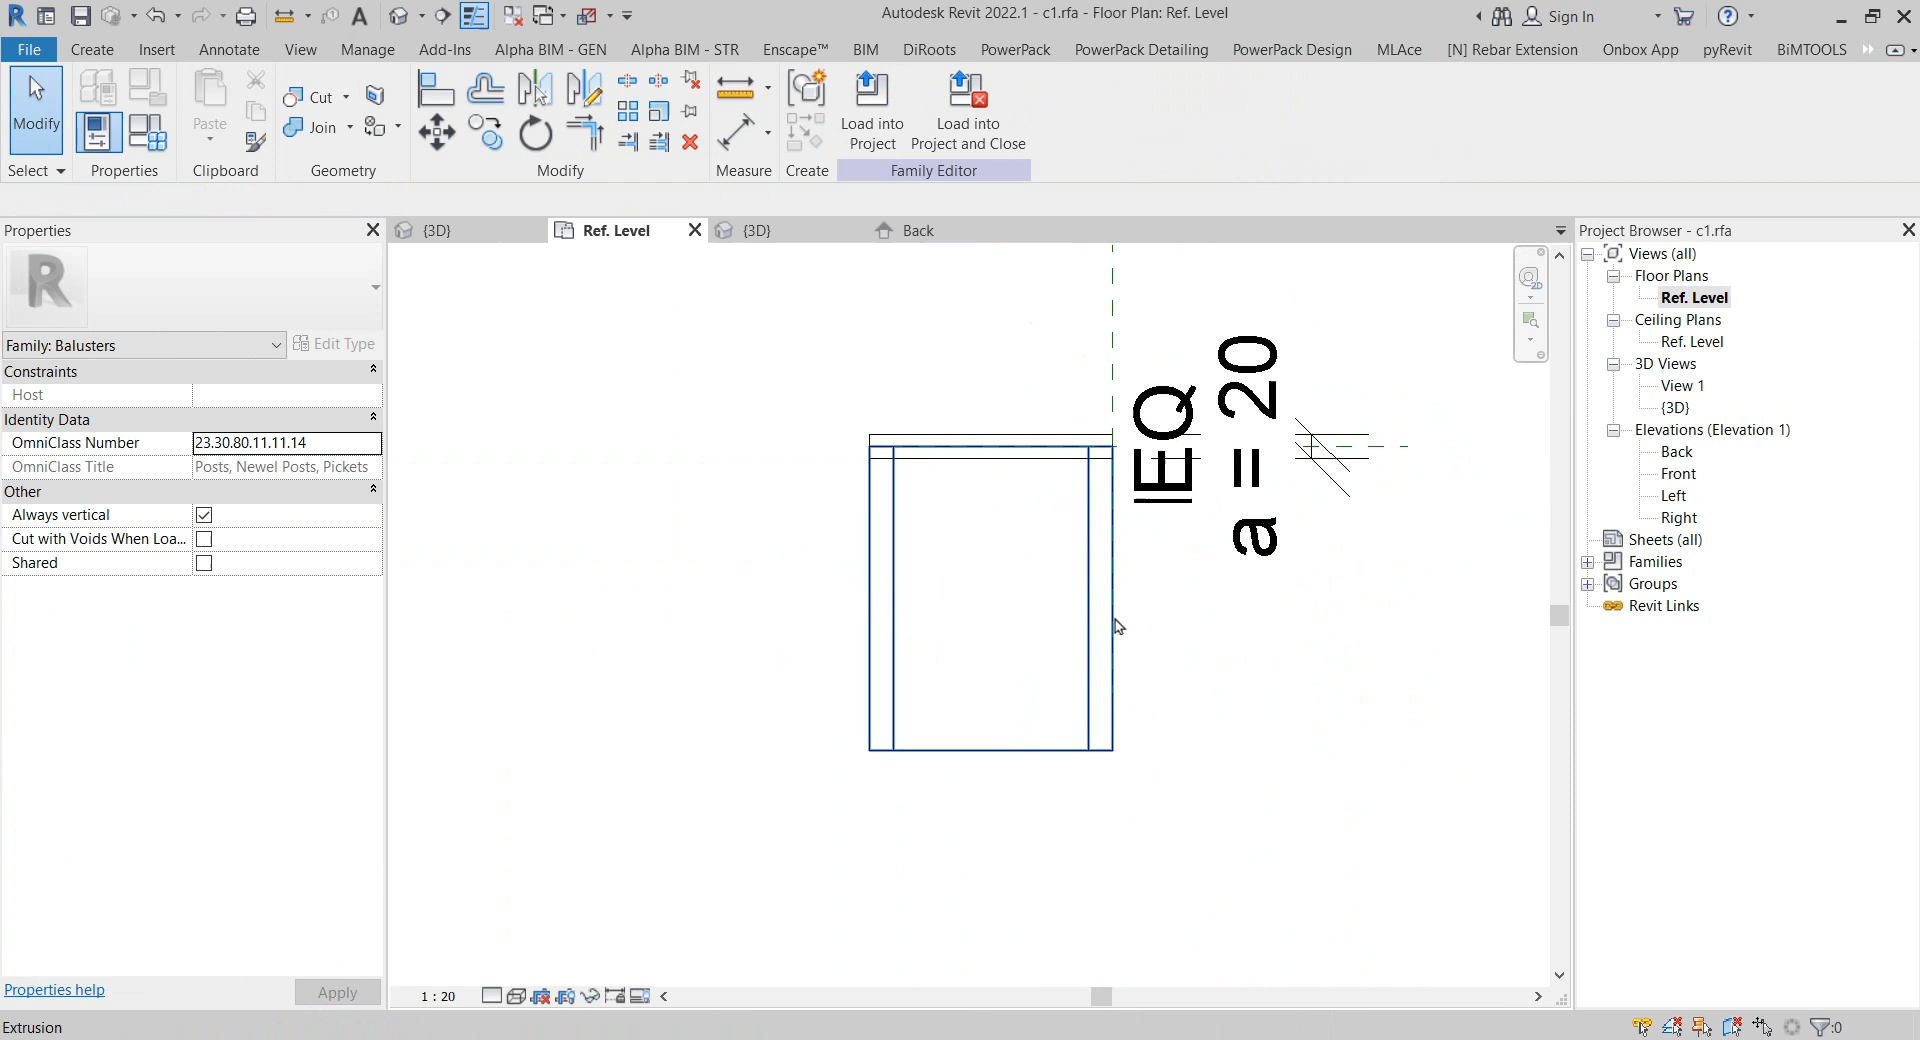 Autodesk Revit 2022.1 - c1.rfa - Floor Plan: Ref. Level
Sign In
File Create Insert Annotate View Manage Add-Ins Alpha BIM - GEN Alpha BIM - STR Enscape™ BIM DiRoots PowerPack PowerPack Detailing PowerPack Design MLAce [N] Rebar Extension Onbox App pyRevit BiMTOOLS
Modify
Paste
Cut
Join
Load into
Project
Load into
Project and Close
Select Properties Clipboard Geometry Modify Measure Create Family Editor
Properties
{3D}
Ref. Level
{3D}
Back
Project Browser - c1.rfa
Family: Balusters
Edit Type
Constraints
Host
Identity Data
OmniClass Number 23.30.80.11.11.14
OmniClass Title Posts, Newel Posts, Pickets
Other
Always vertical
Cut with Voids When Loa...
Shared
EQ
a = 20
2D
Views (all)
Floor Plans
Ref. Level
Ceiling Plans
Ref. Level
3D Views
View 1
{3D}
Elevations (Elevation 1)
Back
Front
Left
Right
Sheets (all)
Families
Groups
Revit Links
Properties help
Apply
1 : 20
Extrusion
:0